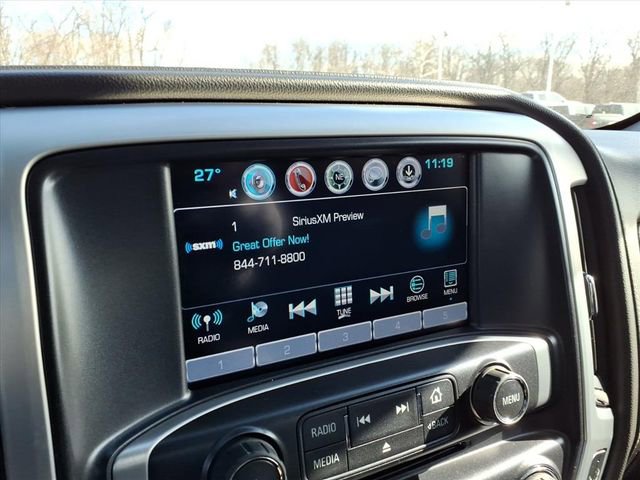 27°
NE
11:19
1 SiriusXM Preview
((sxm))
Great Offer Now!
844-711-8800
RADIO
MEDIA
TUNE
BROWSE
MENU
1 2 3 4 5
RADIO
MEDIA
BACK
MENU